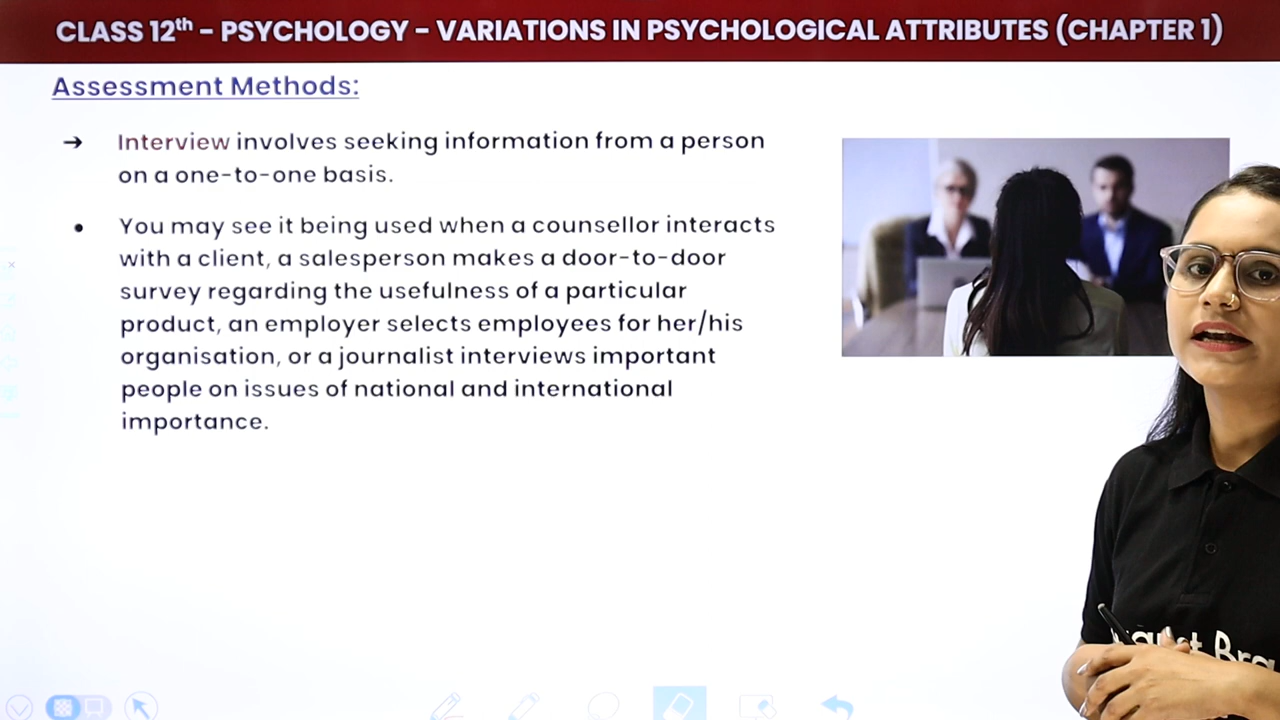 CLASS 12th – PSYCHOLOGY – VARIATIONS IN PSYCHOLOGICAL ATTRIBUTES (CHAPTER 1)
Assessment Methods:
➔ Interview involves seeking information from a person
on a one-to-one basis.
• You may see it being used when a counsellor interacts
with a client, a salesperson makes a door-to-door
survey regarding the usefulness of a particular
product, an employer selects employees for her/his
organisation, or a journalist interviews important
people on issues of national and international
importance.